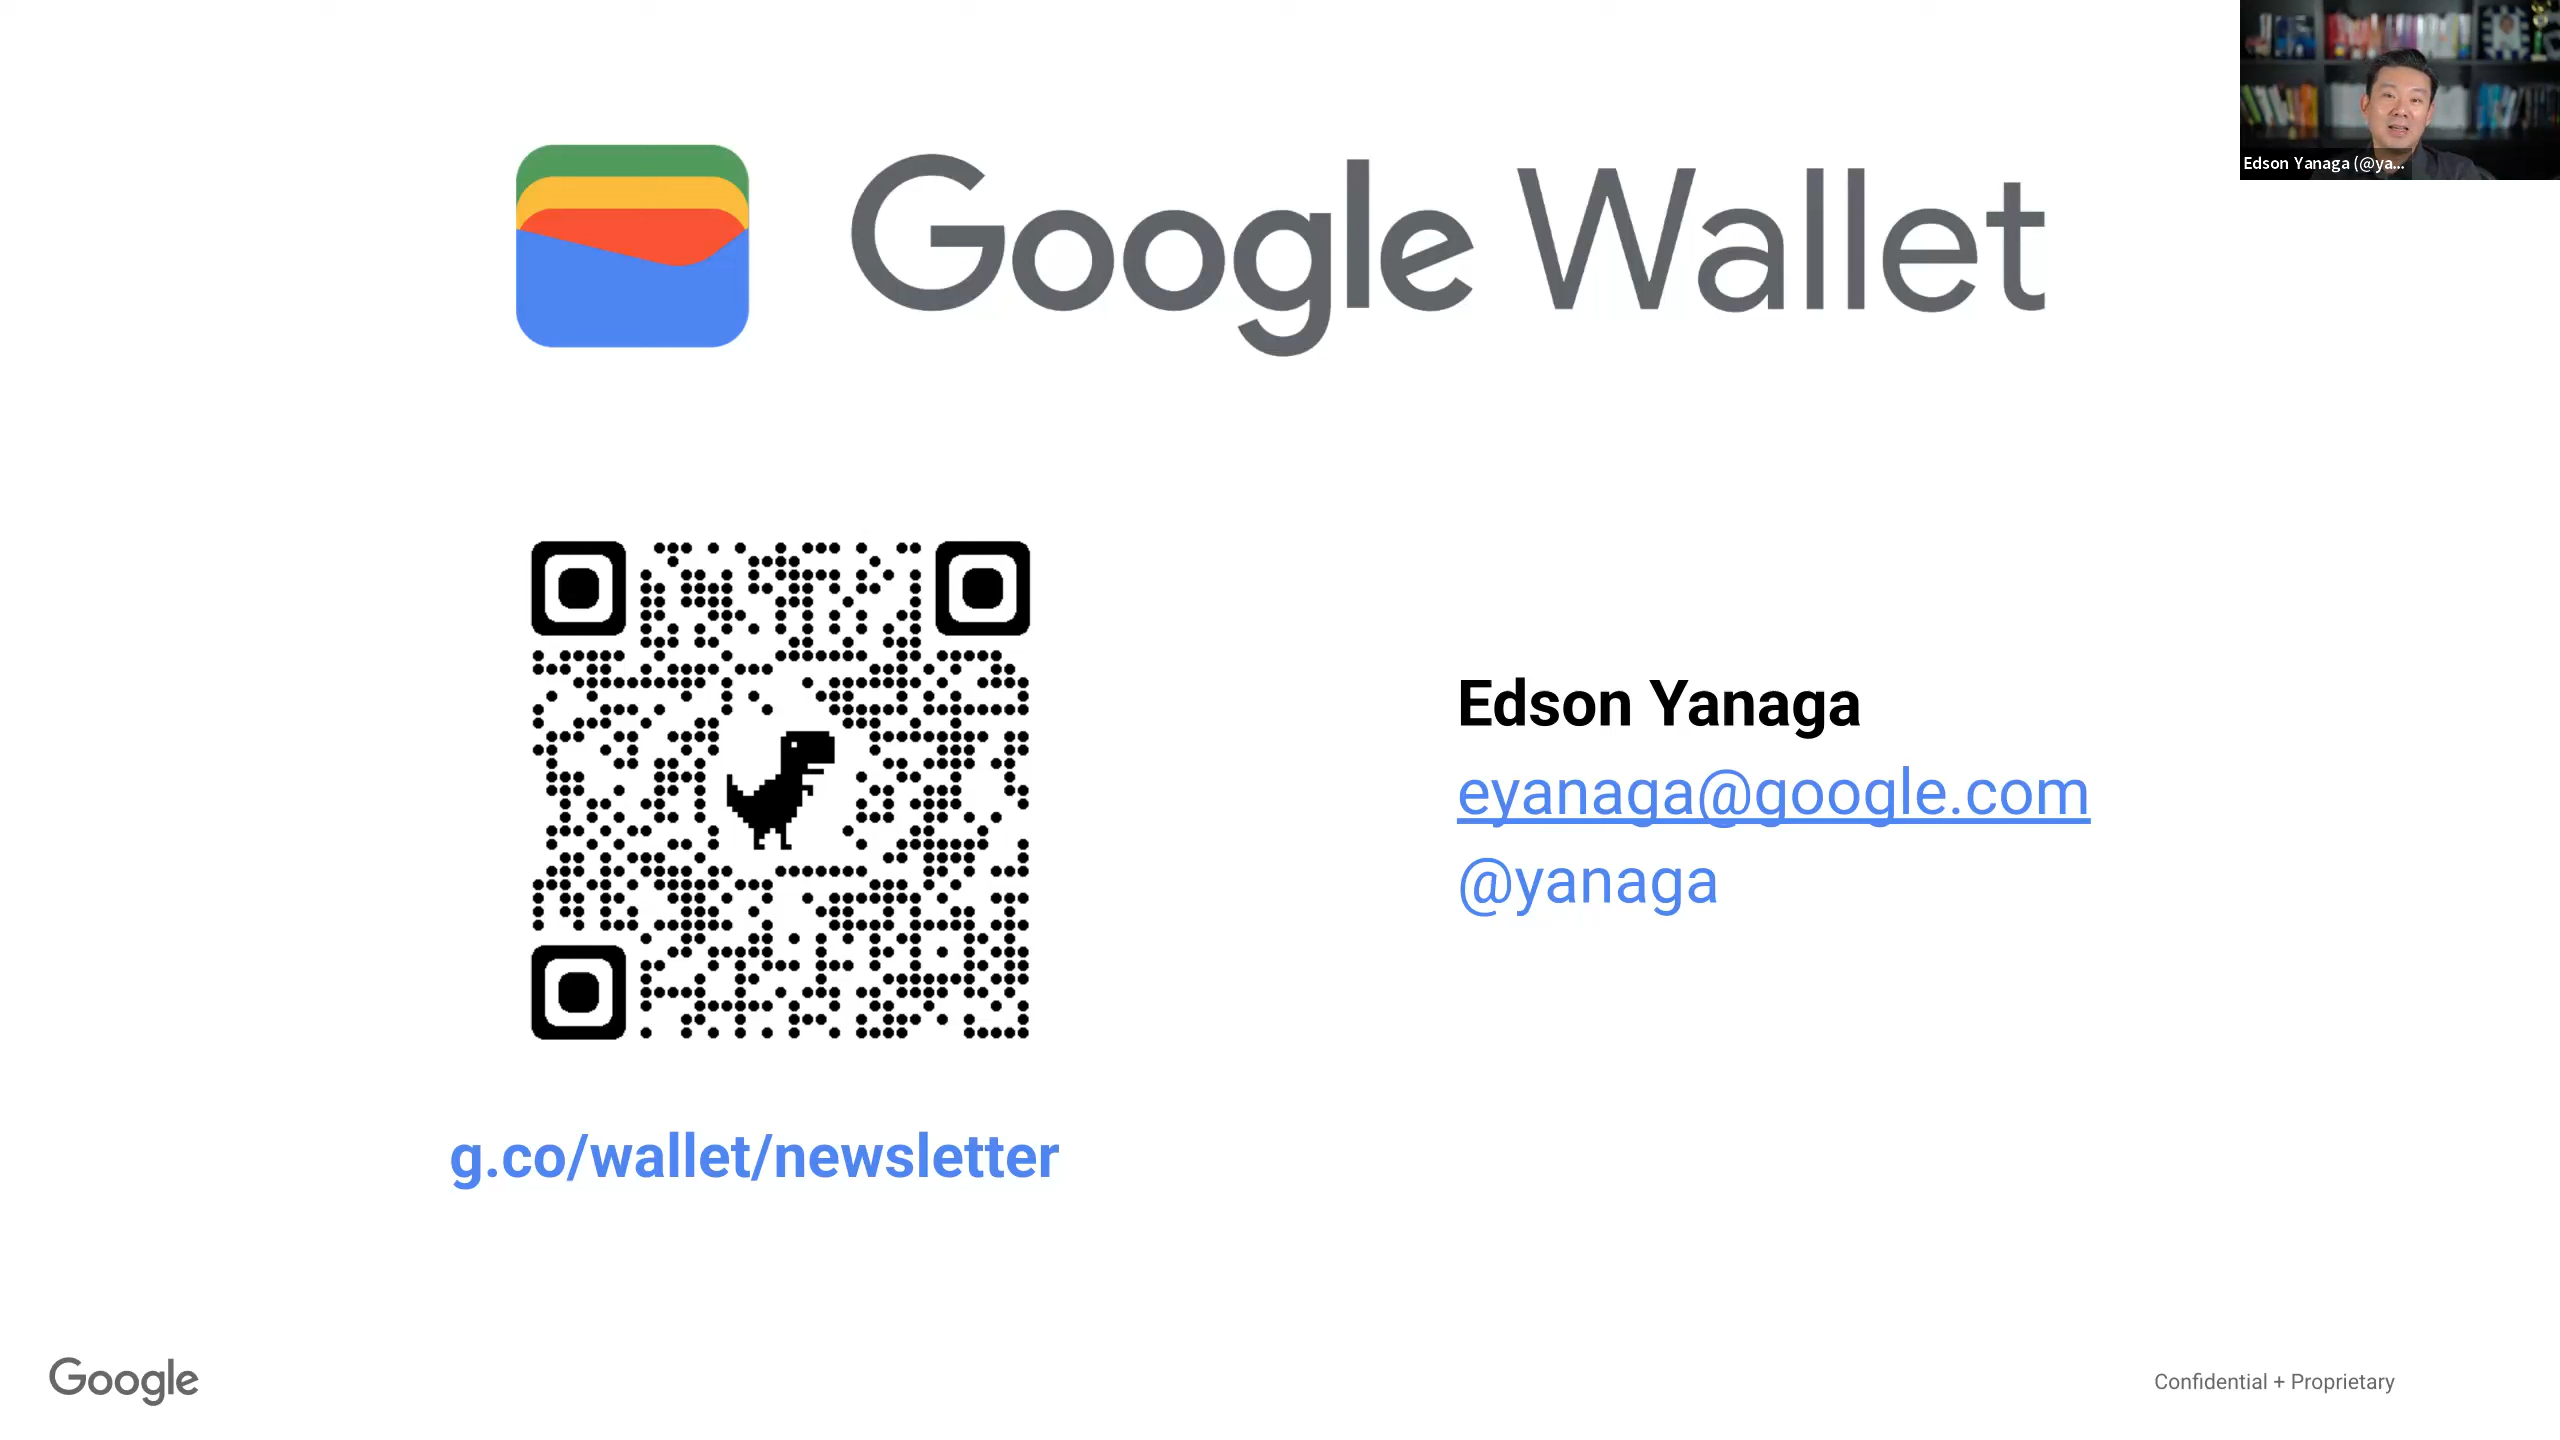 Google Wallet
Edson Yanaga (@ya...
Edson Yanaga
eyanaga@google.com
@yanaga
g.co/wallet/newsletter
Google
Confidential + Proprietary